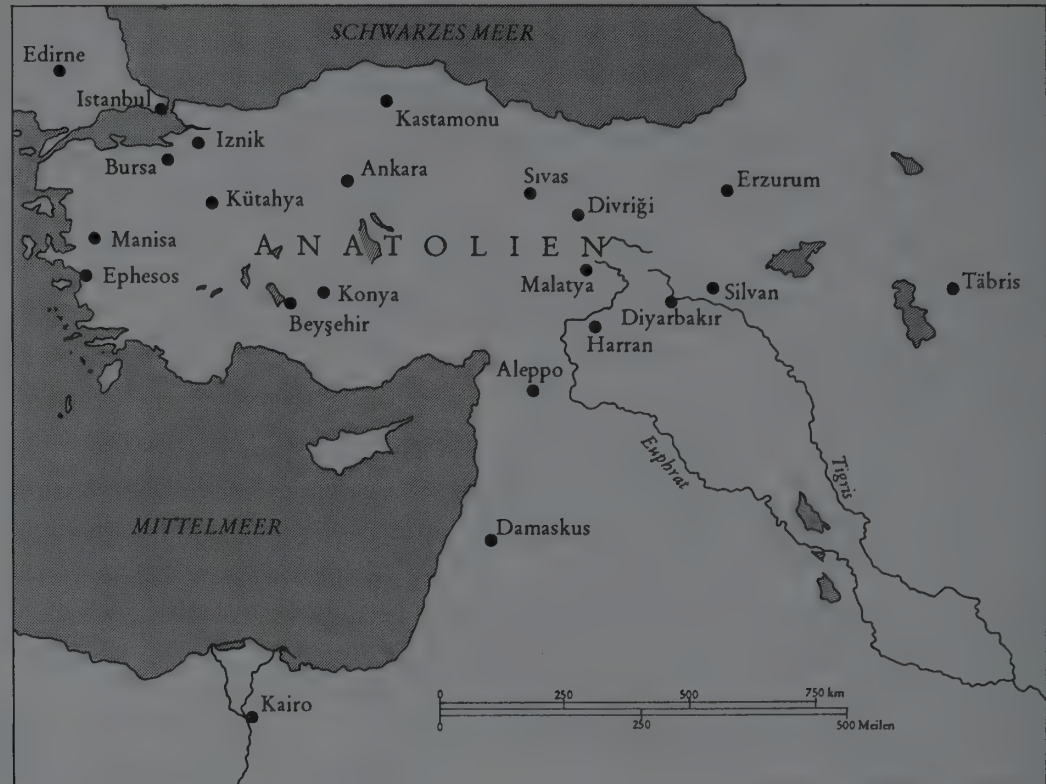 SCHWARZES MEER
Edirne
Istanbul
Kastamonu
Iznik
Bursa
Ankara
Sıvas
Erzurum
Kütahya
Divriği
Manisa
ANATOLIEN
Ephesos
Malatya
Täbris
Konya
Silvan
Beyşehir
Diyarbakır
Harran
Aleppo
Euphrat
Tigris
MITTELMEER
Damaskus
Kairo
0 250 500 750 km
0 250 500 Meilen